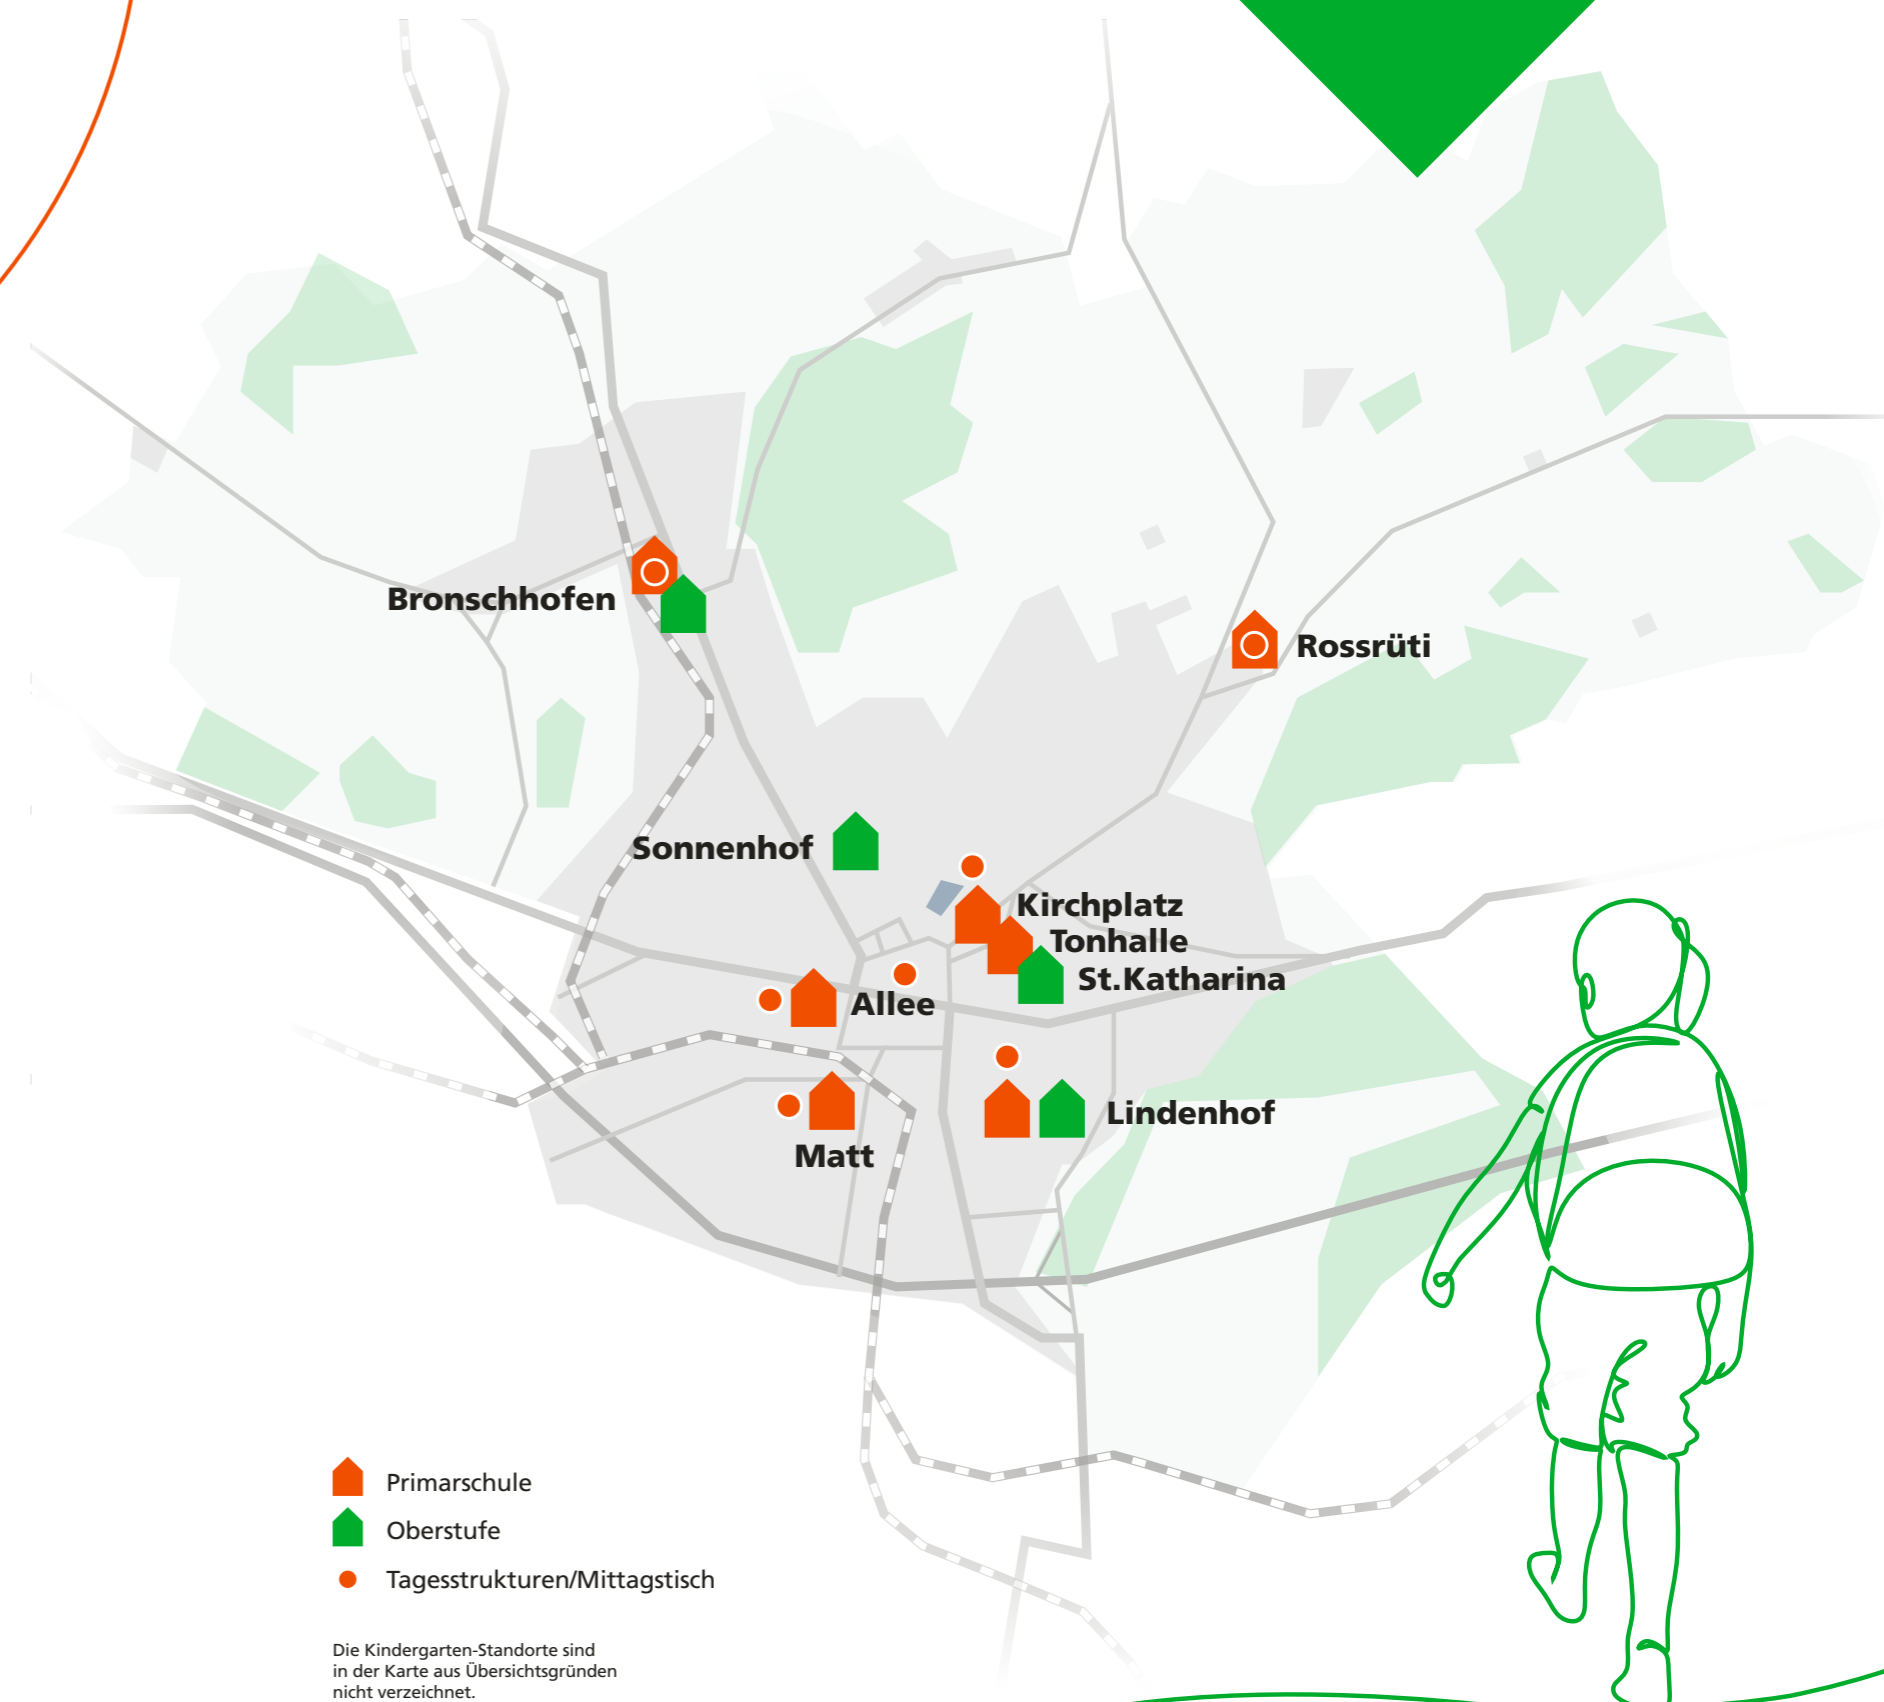 Bronschhofen
Rossrüti
Sonnenhof
Kirchplatz
Tonhalle
St.Katharina
Allee
Lindenhof
Matt
Primarschule
Oberstufe
Tagesstrukturen/Mittagstisch
Die Kindergarten-Standorte sind
in der Karte aus Übersichtsgründen
nicht verzeichnet.